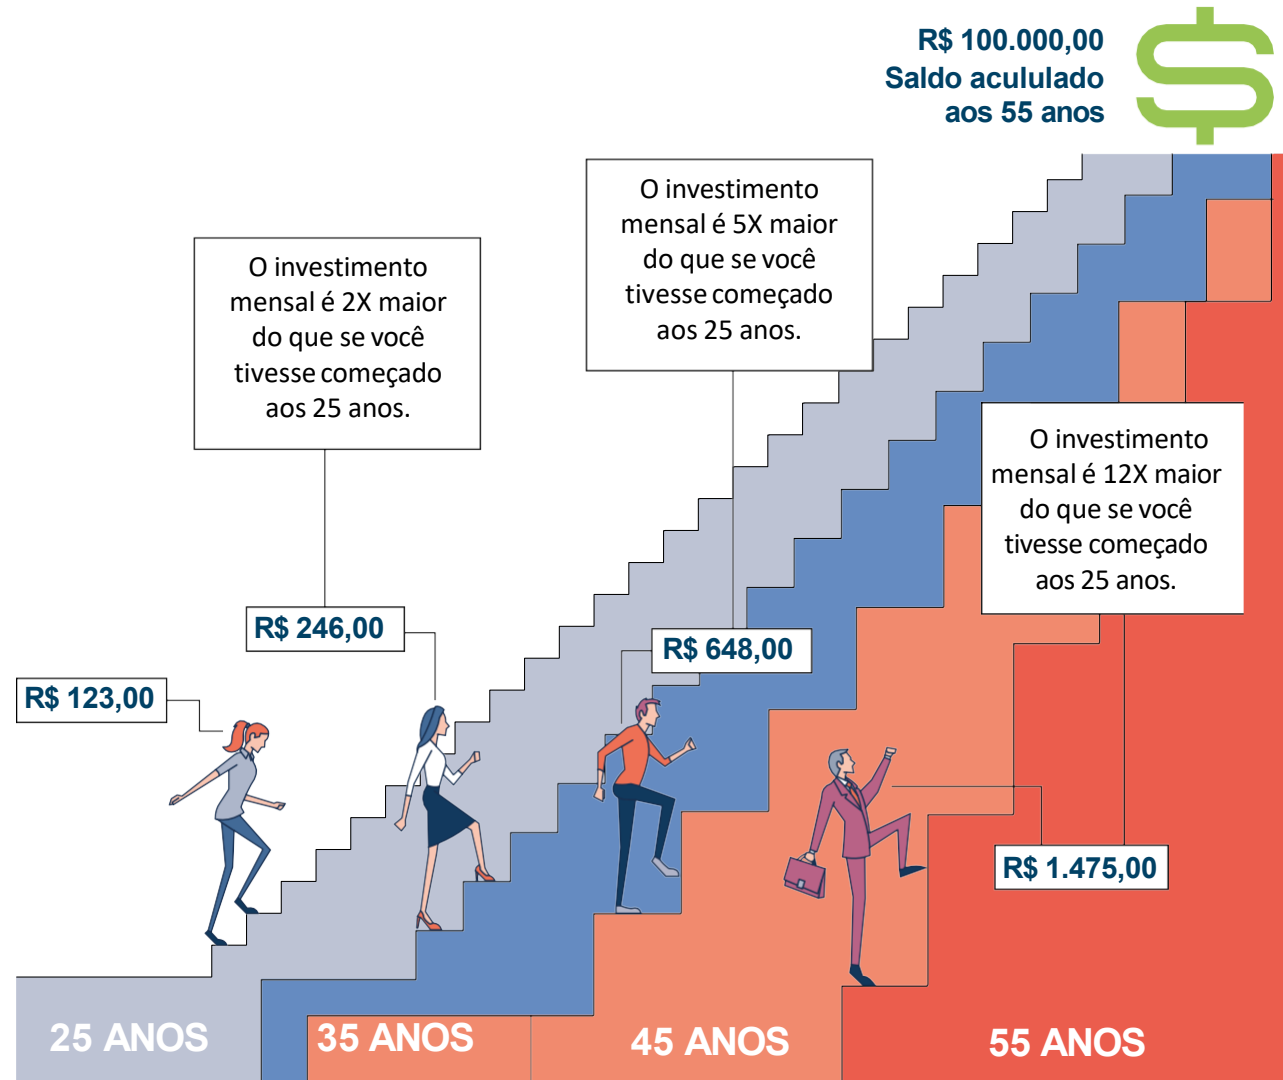 R$ 100.000,00
Saldo acululado
aos 55 anos
O investimento
mensal é 5X maior
do que se você
tivesse começado
aos 25 anos.
O investimento
mensal é 2X maior
do que se você
tivesse começado
aos 25 anos.
O investimento
mensal é 12X maior
do que se você
tivesse começado
aos 25 anos.
R$ 246,00
R$ 648,00
R$ 123,00
R$ 1.475,00
25 ANOS
35 ANOS
45 ANOS
55 ANOS